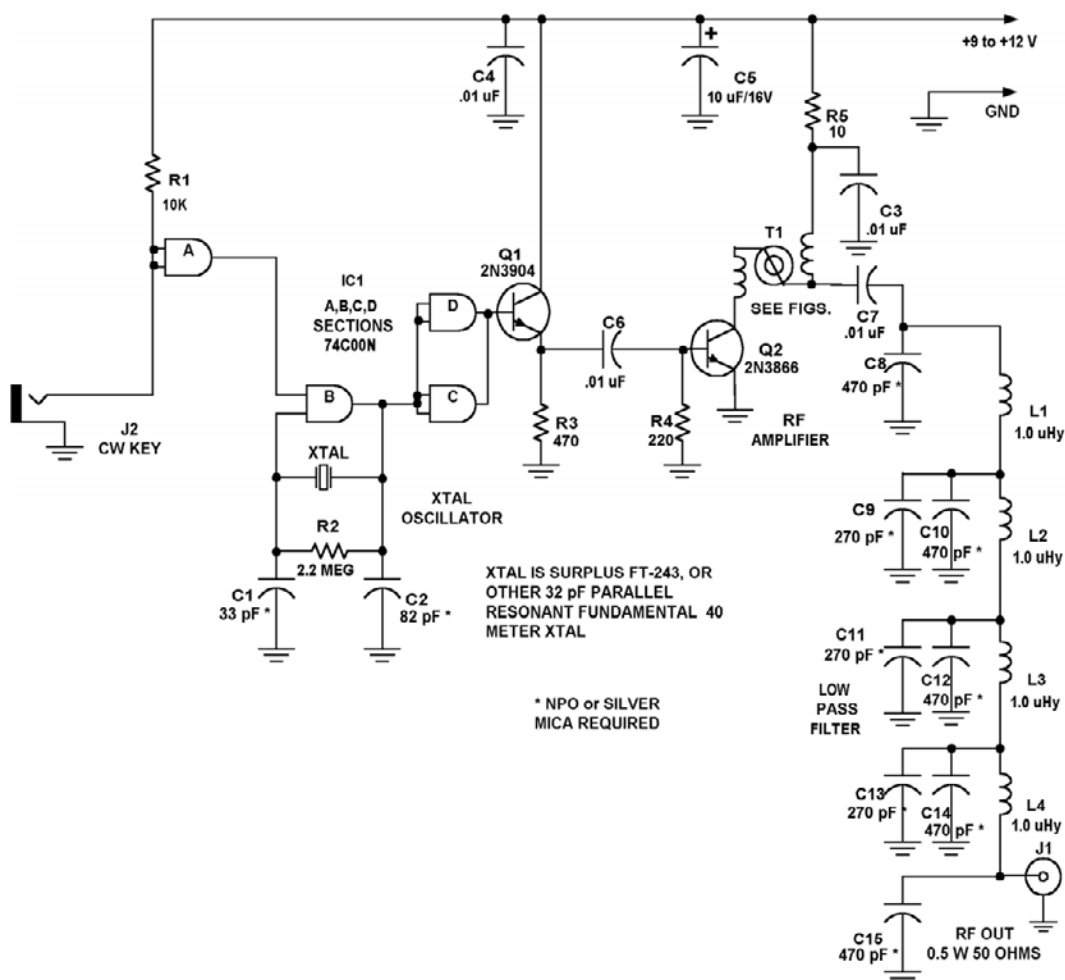 +9 to +12 V
C4
.01 uF
+
C5
10 uF/16V
R5
10
GND
R1
10K
C3
.01 uF
T1
A
Q1
2N3904
IC1
A,B,C,D
SECTIONS
74C00N
D
SEE FIGS.
C7
.01 uF
C6
.01 uF
Q2
2N3866
C8
470 pF *
B
C
J2
CW KEY
R3
470
R4
220
RF
AMPLIFIER
L1
1.0 uHy
XTAL
XTAL
OSCILLATOR
R2
2.2 MEG
C9
270 pF *
C10
470 pF *
L2
1.0 uHy
C1
33 pF *
C2
82 pF *
XTAL IS SURPLUS FT-243, OR
OTHER 32 pF PARALLEL
RESONANT FUNDAMENTAL 40
METER XTAL
C11
270 pF *
C12
470 pF *
L3
1.0 uHy
* NPO or SILVER
MICA REQUIRED
LOW
PASS
FILTER
C13
270 pF *
C14
470 pF *
L4
1.0 uHy
J1
C15
470 pF *
RF OUT
0.5 W 50 OHMS